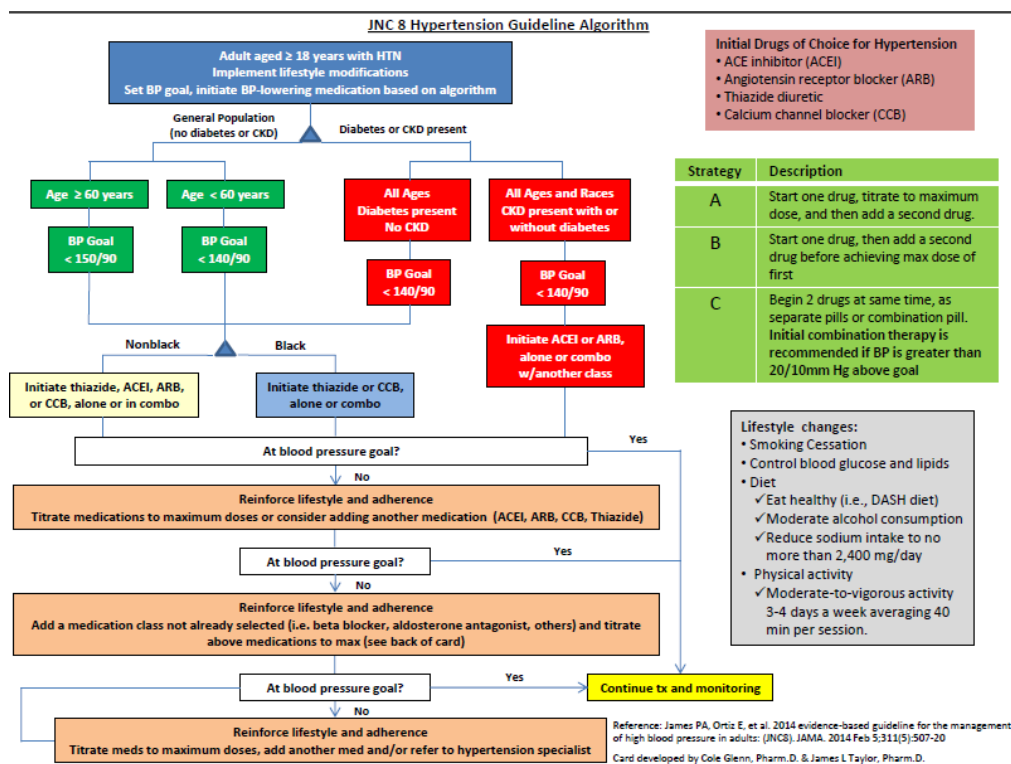 JNC 8 Hypertension Guideline Algorithm
Adult aged ≥ 18 years with HTN
Implement lifestyle modifications
Set BP goal, initiate BP-lowering medication based on algorithm
General Population
(no diabetes or CKD)
Diabetes or CKD present
Age ≥ 60 years
Age < 60 years
All Ages
Diabetes present
No CKD
All Ages and Races
CKD present with or
without diabetes
BP Goal
< 150/90
BP Goal
< 140/90
BP Goal
< 140/90
BP Goal
< 140/90
Nonblack
Black
Initiate thiazide, ACEI, ARB,
or CCB, alone or in combo
Initiate thiazide or CCB,
alone or combo
Initiate ACEI or ARB,
alone or combo
w/another class
At blood pressure goal?
Yes
No
Reinforce lifestyle and adherence
Titrate medications to maximum doses or consider adding another medication (ACEI, ARB, CCB, Thiazide)
At blood pressure goal?
Yes
No
Reinforce lifestyle and adherence
Add a medication class not already selected (i.e. beta blocker, aldosterone antagonist, others) and titrate
above medications to max (see back of card)
At blood pressure goal?
Yes
Continue tx and monitoring
No
Reinforce lifestyle and adherence
Titrate meds to maximum doses, add another med and/or refer to hypertension specialist
Initial Drugs of Choice for Hypertension
• ACE inhibitor (ACEI)
• Angiotensin receptor blocker (ARB)
• Thiazide diuretic
• Calcium channel blocker (CCB)
Strategy Description
A Start one drug, titrate to maximum
dose, and then add a second drug.
B Start one drug, then add a second
drug before achieving max dose of
first
C Begin 2 drugs at same time, as
separate pills or combination pill.
Initial combination therapy is
recommended if BP is greater than
20/10mm Hg above goal
Lifestyle changes:
• Smoking Cessation
• Control blood glucose and lipids
• Diet
✓Eat healthy (i.e., DASH diet)
✓Moderate alcohol consumption
✓Reduce sodium intake to no
more than 2,400 mg/day
• Physical activity
✓Moderate-to-vigorous activity
3-4 days a week averaging 40
min per session.
Reference: James PA, Ortiz E, et al. 2014 evidence-based guideline for the management
of high blood pressure in adults: (JNC8). JAMA. 2014 Feb 5;311(5):507-20
Card developed by Cole Glenn, Pharm.D. & James L Taylor, Pharm.D.